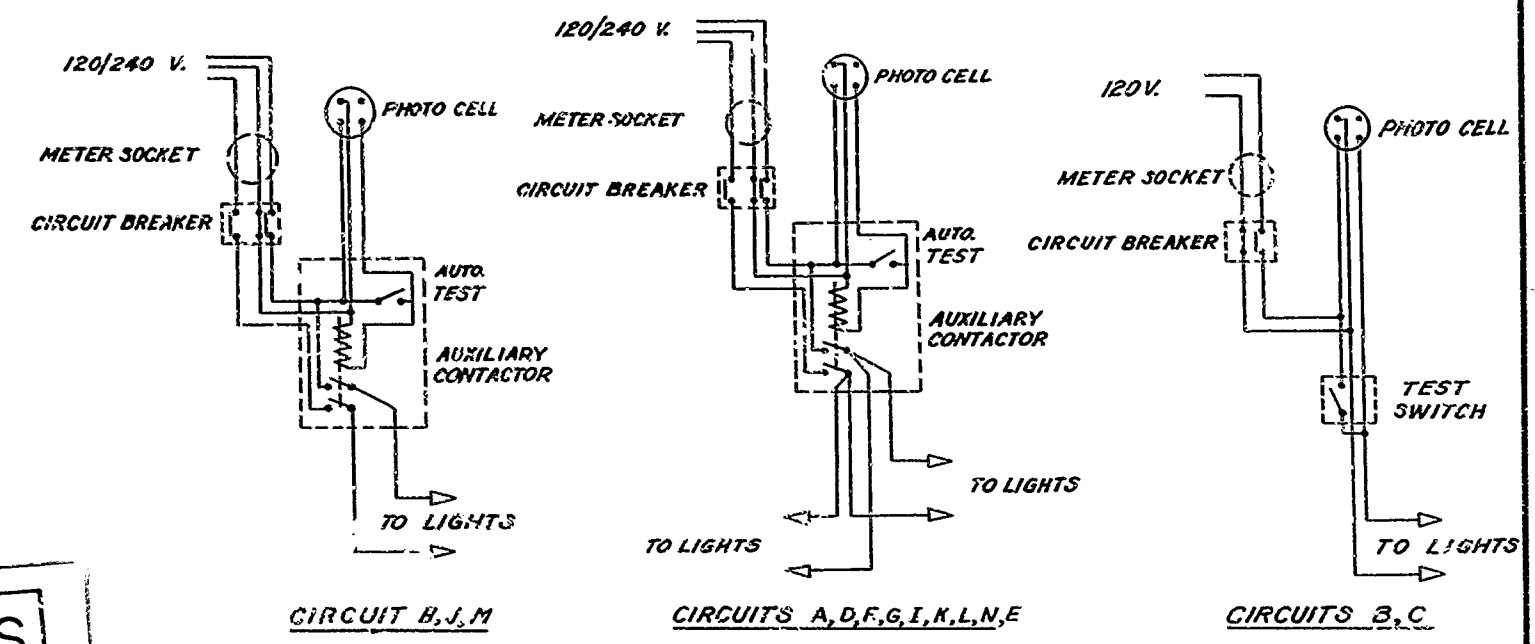 120/240 V.
PHOTO CELL
METER SOCKET
CIRCUIT BREAKER
AUTO.
TEST
AUXILIARY
CONTACTOR
TO LIGHTS
CIRCUIT H,J,M
120/240 V.
PHOTO CELL
METER SOCKET
CIRCUIT BREAKER
AUTO.
TEST
AUXILIARY
CONTACTOR
TO LIGHTS
TO LIGHTS
CIRCUITS A,D,F,G,I,K,L,N,E
120V.
PHOTO CELL
METER SOCKET
CIRCUIT BREAKER
TEST
SWITCH
TO LIGHTS
CIRCUITS B,C
S